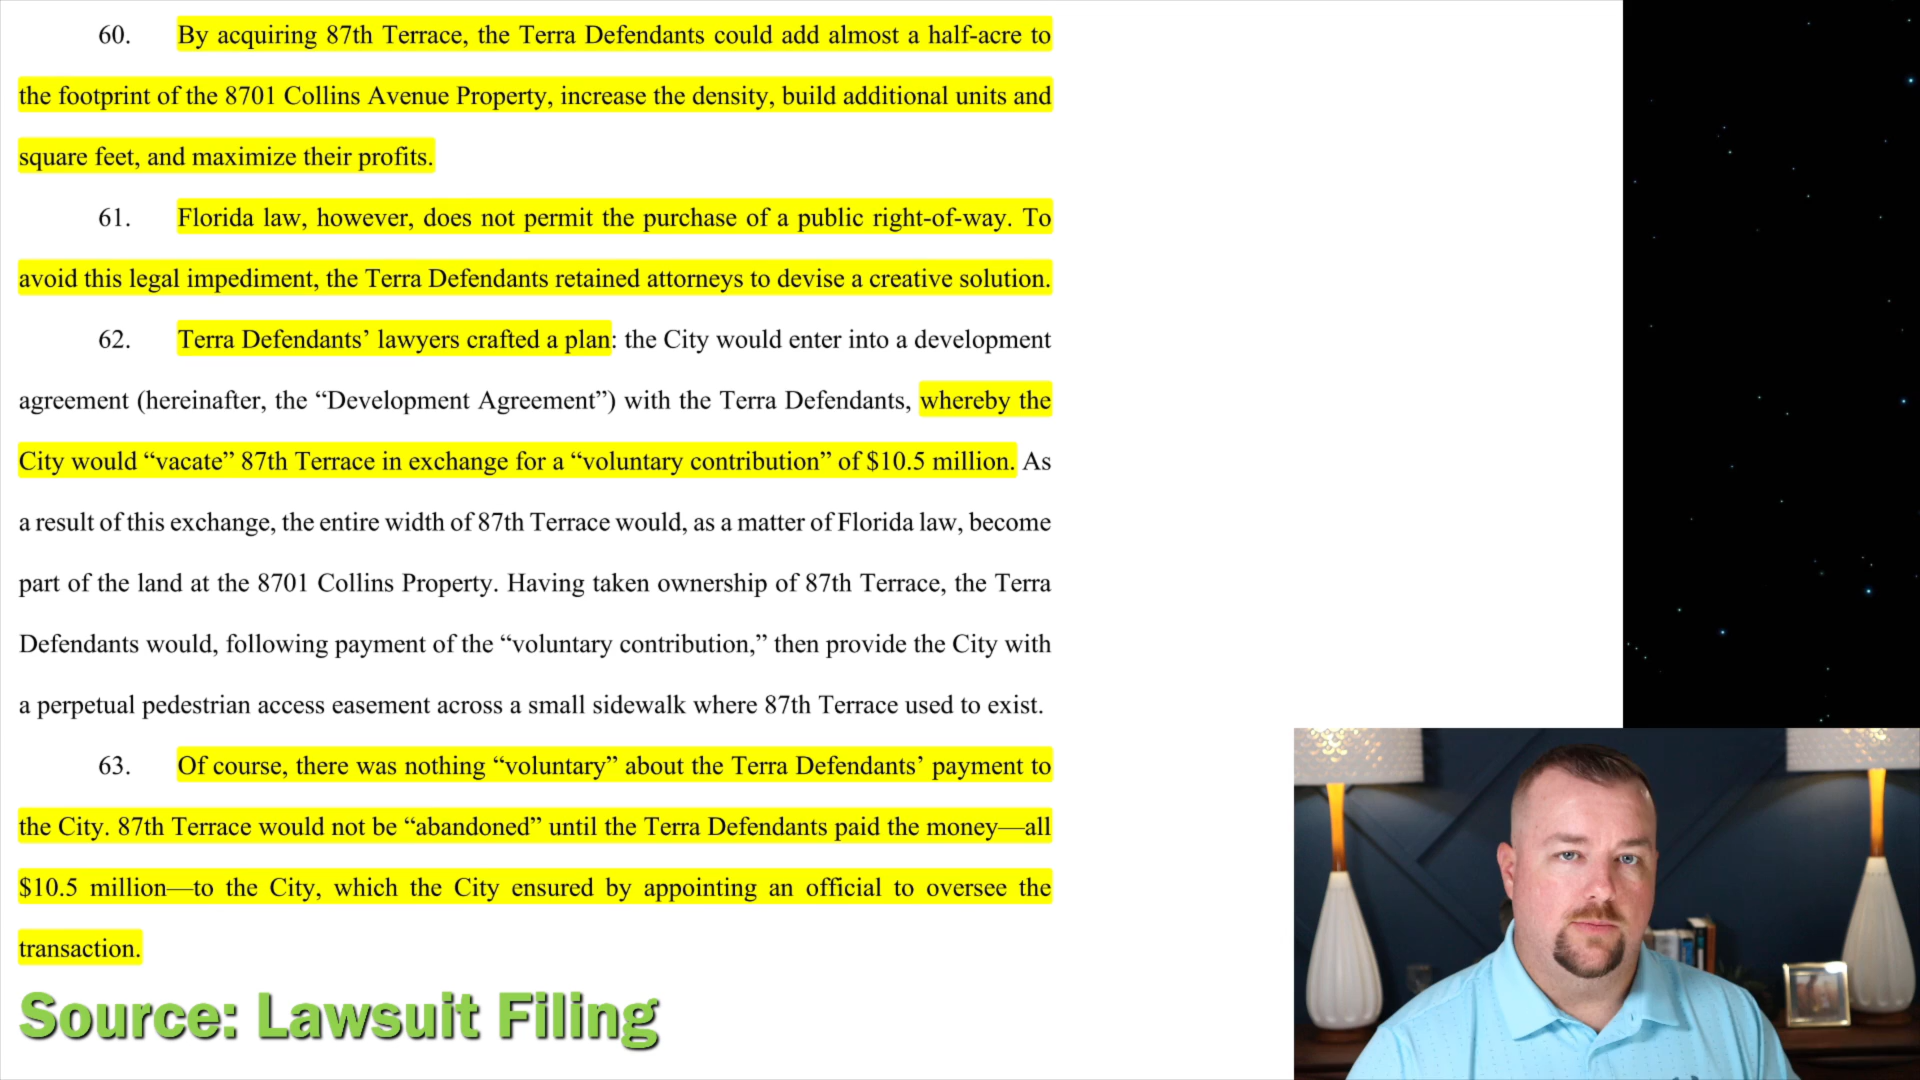 60. By acquiring 87th Terrace, the Terra Defendants could add almost a half-acre to
the footprint of the 8701 Collins Avenue Property, increase the density, build additional units and
square feet, and maximize their profits.
61. Florida law, however, does not permit the purchase of a public right-of-way. To
avoid this legal impediment, the Terra Defendants retained attorneys to devise a creative solution.
62. Terra Defendants’ lawyers crafted a plan: the City would enter into a development
agreement (hereinafter, the “Development Agreement”) with the Terra Defendants, whereby the
City would “vacate” 87th Terrace in exchange for a “voluntary contribution” of $10.5 million. As
a result of this exchange, the entire width of 87th Terrace would, as a matter of Florida law, become
part of the land at the 8701 Collins Property. Having taken ownership of 87th Terrace, the Terra
Defendants would, following payment of the “voluntary contribution,” then provide the City with
a perpetual pedestrian access easement across a small sidewalk where 87th Terrace used to exist.
63. Of course, there was nothing “voluntary” about the Terra Defendants’ payment to
the City. 87th Terrace would not be “abandoned” until the Terra Defendants paid the money—all
$10.5 million—to the City, which the City ensured by appointing an official to oversee the
transaction.
Source: Lawsuit Filing